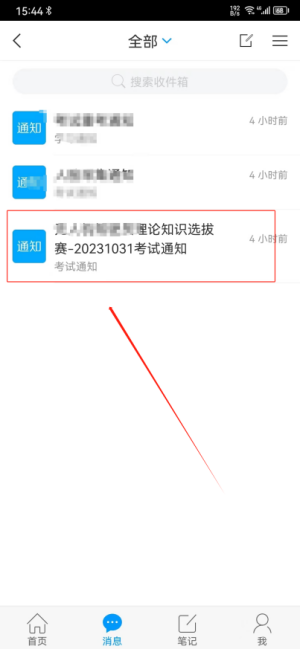 15:44
192
B/s
68
全部
搜索收件箱
通知
4 小时前
通
4 小时前
理论知识选拔
通知
赛-20231031考试通知
4 小时前
考试通知
首页
消息
笔记
我